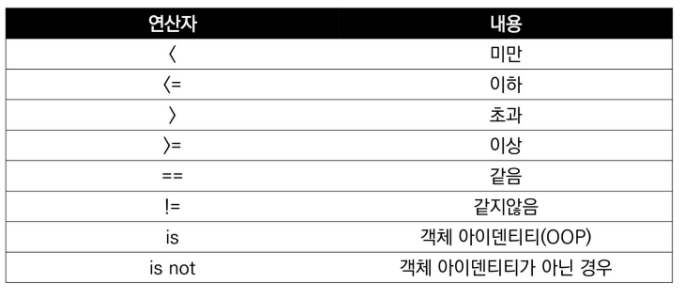 연산자 내용
< 미만
<= 이하
> 초과
>= 이상
== 같음
!= 같지않음
is 객체 아이덴티티(OOP)
is not 객체 아이덴티티가 아닌 경우